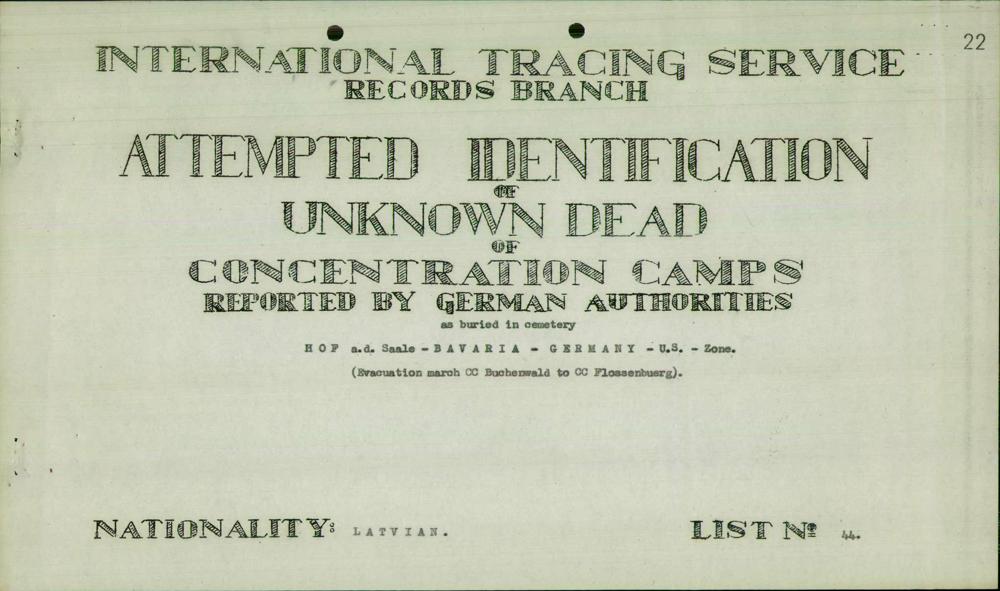 22
INTERNATIONAL TRACING SERVICE
RECORDS BRANCH
ATTEMPTED IDENTIFICATION
OF
UNKNOWN DEAD
OF
CONCENTRATION CAMPS
REPORTED BY GERMAN AUTHORITIES
as buried in cemetery
HOF a.d. Saale - BAVARIA - GERMANY - U.S. - Zone.
(Evacuation march CC Buchenwald to CC Flossenbuerg).
NATIONALITY: LATVIAN. LIST Nº 44.